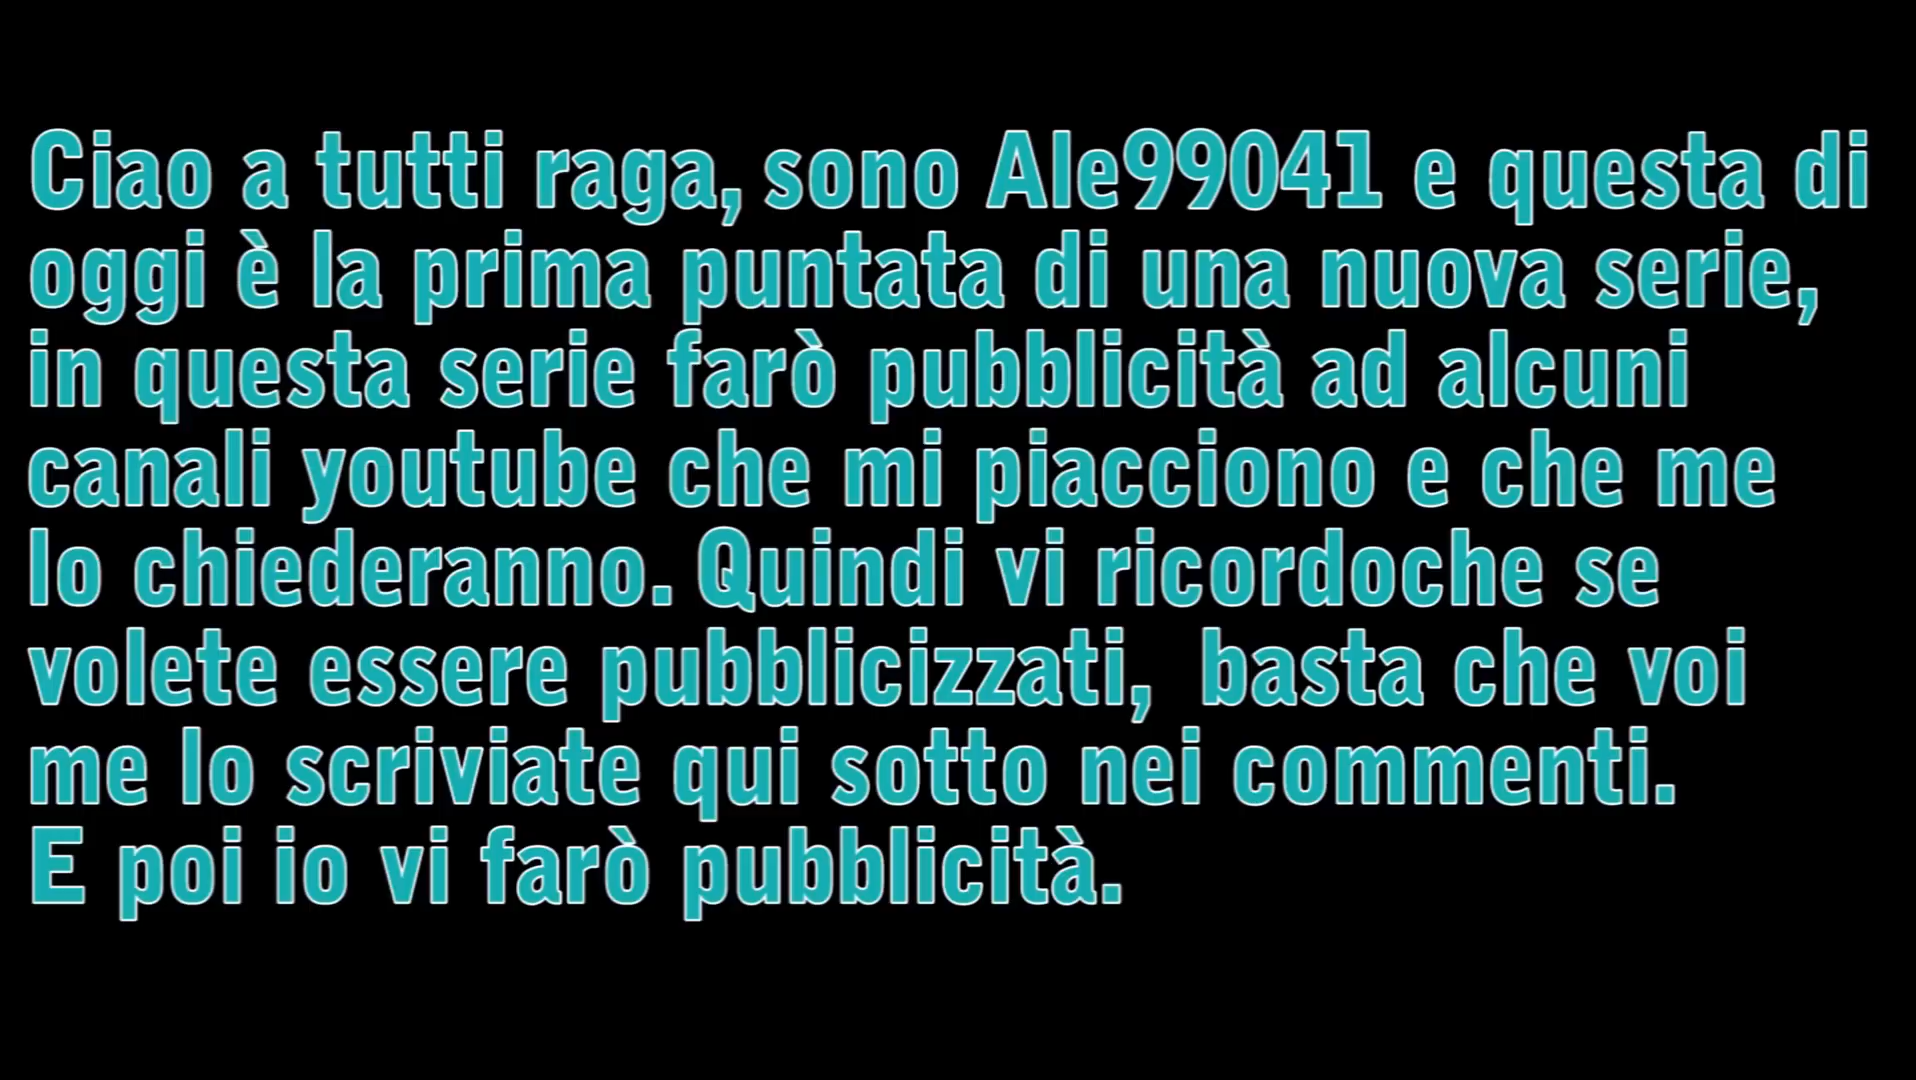 Ciao a tutti raga, sono Ale99041 e questa di
oggi è la prima puntata di una nuova serie,
in questa serie farò pubblicità ad alcuni
canali youtube che mi piacciono e che me
lo chiederanno. Quindi vi ricordoche se
volete essere pubblicizzati, basta che voi
me lo scriviate qui sotto nei commenti.
E poi io vi farò pubblicità.